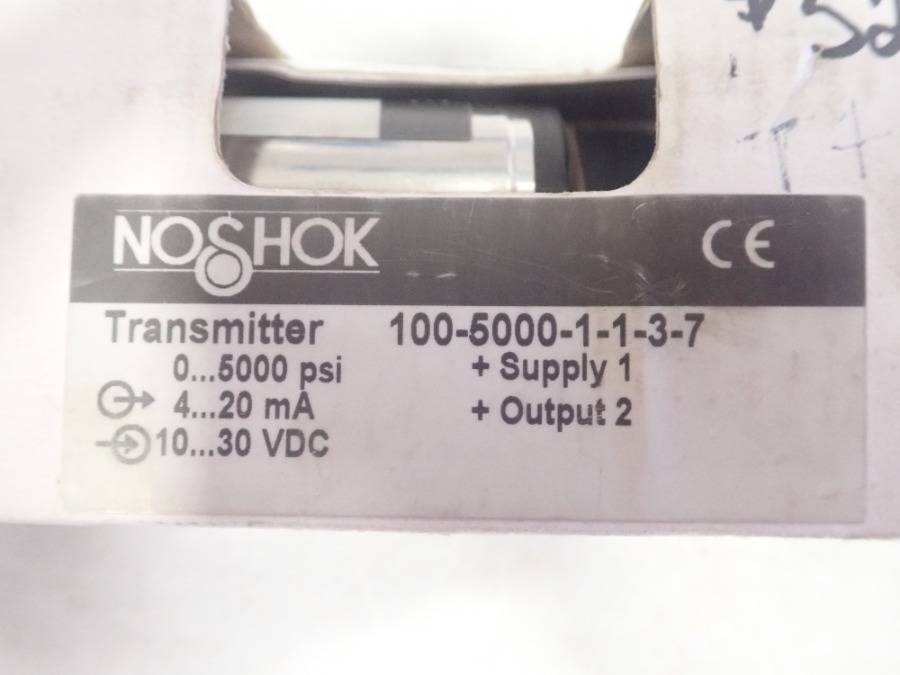 NOSHOK
CE
Transmitter 100-5000-1-1-3-7
0...5000 psi + Supply 1
4...20 mA + Output 2
10...30 VDC